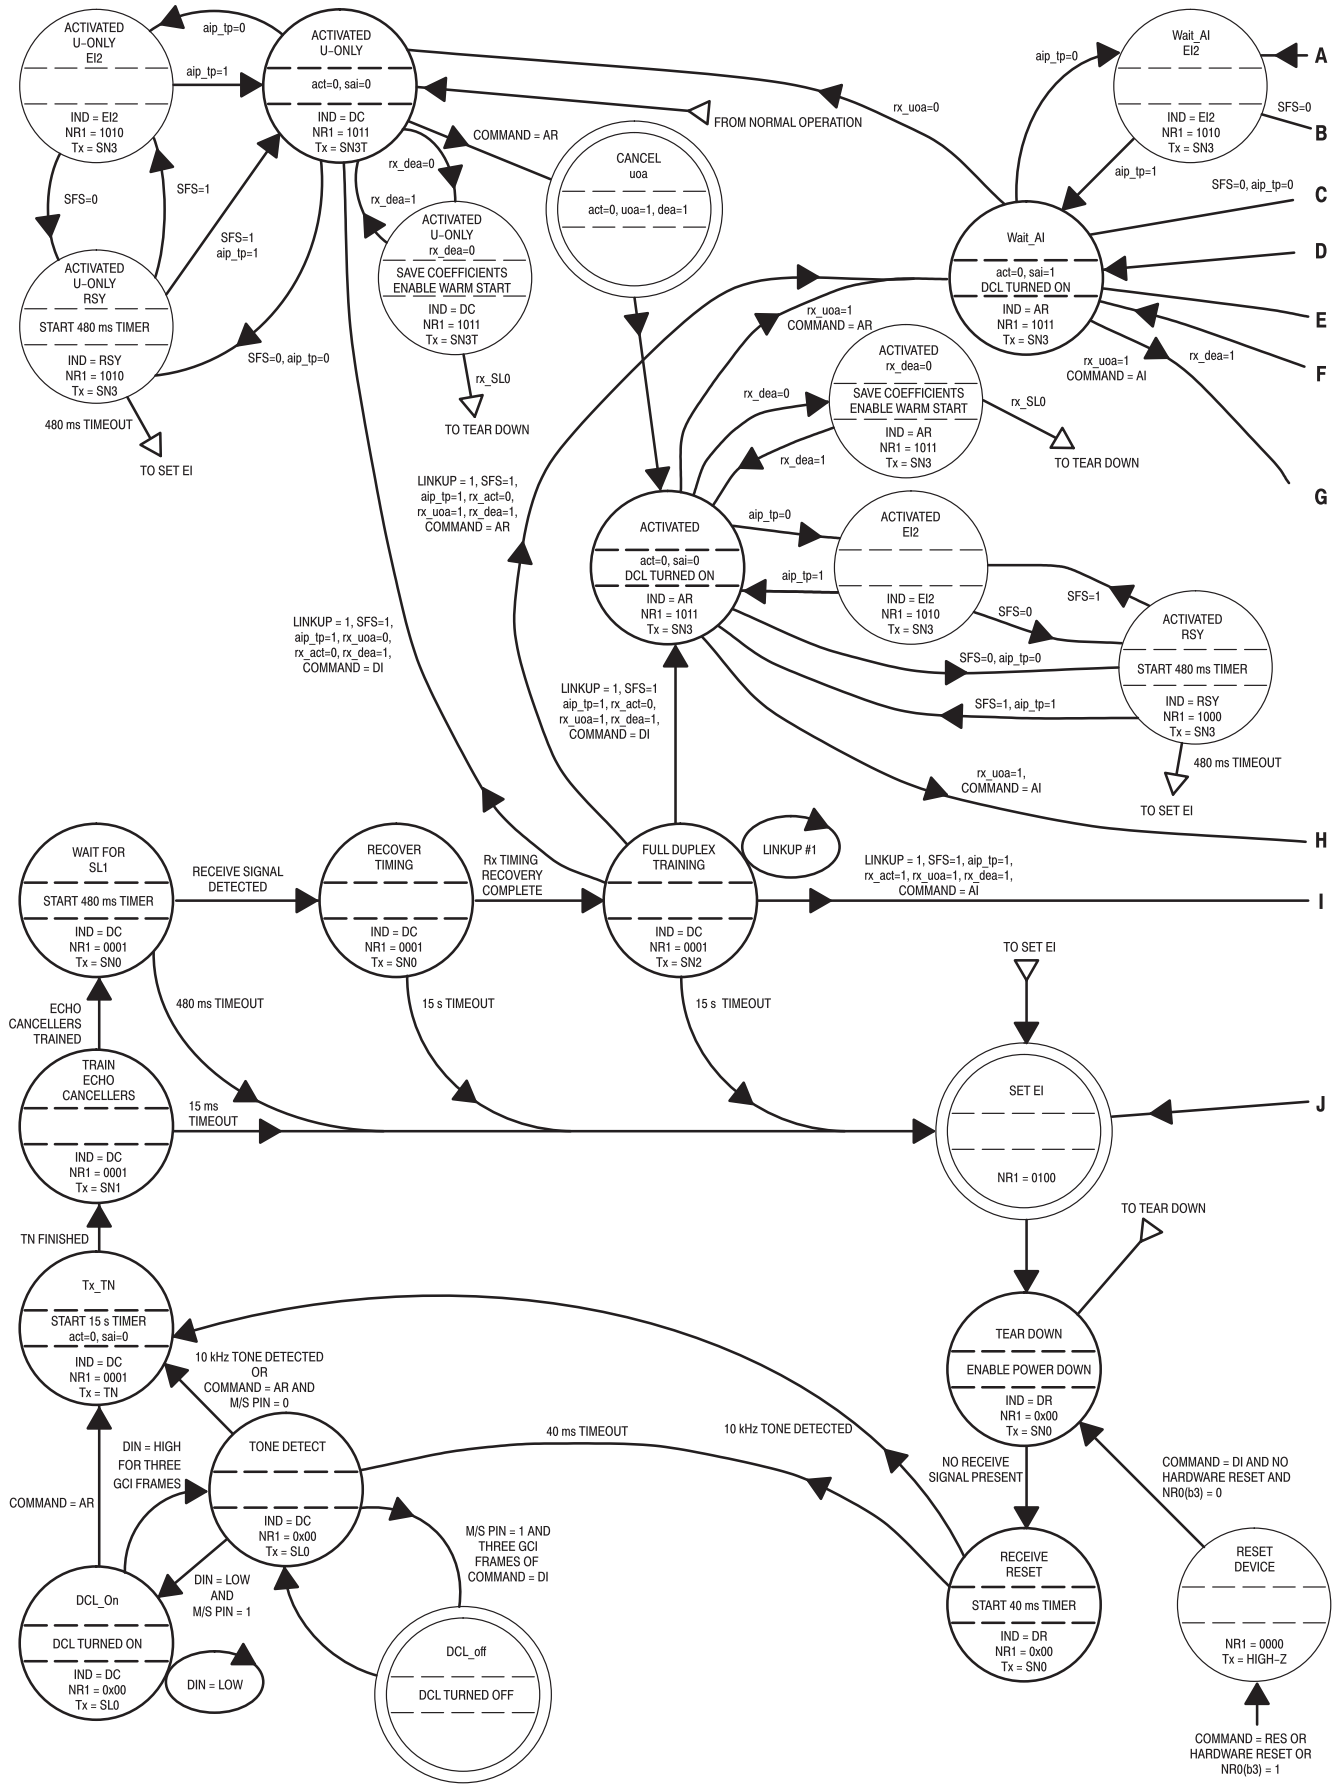 ACTIVATED
U–ONLY
EI2
IND = EI2
NR1 = 1010
Tx = SN3
aip_tp=0
aip_tp=1
ACTIVATED
U–ONLY
act=0, sai=0
IND = DC
NR1 = 1011
Tx = SN3T
SFS=0
SFS=1
SFS=1
aip_tp=1
ACTIVATED
U–ONLY
RSY
START 480 ms TIMER
IND = RSY
NR1 = 1010
Tx = SN3
480 ms TIMEOUT
TO SET EI
SFS=0, aip_tp=0
rx_dea=0
rx_dea=1
ACTIVATED
U–ONLY
rx_dea=0
SAVE COEFFICIENTS
ENABLE WARM START
IND = DC
NR1 = 1011
Tx = SN3T
rx_SL0
TO TEAR DOWN
COMMAND = AR
FROM NORMAL OPERATION
CANCEL
uoa
act=0, uoa=1, dea=1
rx_uoa=0
aip_tp=0
Wait_AI
EI2
IND = EI2
NR1 = 1010
Tx = SN3
A
SFS=0
B
aip_tp=1
SFS=0, aip_tp=0
C
Wait_AI
act=0, sai=1
DCL TURNED ON
IND = AR
NR1 = 1011
Tx = SN3
D
E
F
rx_dea=1
rx_uoa=1
COMMAND = AI
G
rx_uoa=1
COMMAND = AR
ACTIVATED
rx_dea=0
SAVE COEFFICIENTS
ENABLE WARM START
IND = AR
NR1 = 1011
Tx = SN3
rx_dea=0
rx_dea=1
rx_SL0
TO TEAR DOWN
LINKUP = 1, SFS=1,
aip_tp=1, rx_act=0,
rx_uoa=1, rx_dea=1,
COMMAND = AR
ACTIVATED
act=0, sai=0
DCL TURNED ON
IND = AR
NR1 = 1011
Tx = SN3
aip_tp=0
aip_tp=1
ACTIVATED
EI2
IND = EI2
NR1 = 1010
Tx = SN3
SFS=1
SFS=0
SFS=0, aip_tp=0
SFS=1, aip_tp=1
ACTIVATED
RSY
START 480 ms TIMER
IND = RSY
NR1 = 1000
Tx = SN3
480 ms TIMEOUT
TO SET EI
LINKUP = 1, SFS=1,
aip_tp=1, rx_uoa=0,
rx_act=0, rx_dea=1,
COMMAND = DI
LINKUP = 1, SFS=1
aip_tp=1, rx_act=0,
rx_uoa=1, rx_dea=1,
COMMAND = DI
rx_uoa=1,
COMMAND = AI
H
WAIT FOR
SL1
START 480 ms TIMER
IND = DC
NR1 = 0001
Tx = SN0
RECEIVE SIGNAL
DETECTED
RECOVER
TIMING
IND = DC
NR1 = 0001
Tx = SN0
Rx TIMING
RECOVERY
COMPLETE
FULL DUPLEX
TRAINING
IND = DC
NR1 = 0001
Tx = SN2
LINKUP #1
LINKUP = 1, SFS=1, aip_tp=1,
rx_act=1, rx_uoa=1, rx_dea=1,
COMMAND = AI
I
TO SET EI
ECHO
CANCELLERS
TRAINED
480 ms TIMEOUT
15 s TIMEOUT
15 s TIMEOUT
TRAIN
ECHO
CANCELLERS
IND = DC
NR1 = 0001
Tx = SN1
15 ms
TIMEOUT
SET EI
NR1 = 0100
J
TN FINISHED
TO TEAR DOWN
Tx_TN
START 15 s TIMER
act=0, sai=0
IND = DC
NR1 = 0001
Tx = TN
10 kHz TONE DETECTED
OR
COMMAND = AR AND
M/S PIN = 0
TEAR DOWN
ENABLE POWER DOWN
IND = DR
NR1 = 0x00
Tx = SN0
DIN = HIGH
FOR THREE
GCI FRAMES
COMMAND = AR
TONE DETECT
IND = DC
NR1 = 0x00
Tx = SL0
40 ms TIMEOUT
10 kHz TONE DETECTED
NO RECEIVE
SIGNAL PRESENT
COMMAND = DI AND NO
HARDWARE RESET AND
NR0(b3) = 0
M/S PIN = 1 AND
THREE GCI
FRAMES OF
COMMAND = DI
DIN = LOW
AND
M/S PIN = 1
DCL_On
DCL TURNED ON
IND = DC
NR1 = 0x00
Tx = SL0
DIN = LOW
DCL_off
DCL TURNED OFF
RECEIVE
RESET
START 40 ms TIMER
IND = DR
NR1 = 0x00
Tx = SN0
RESET
DEVICE
NR1 = 0000
Tx = HIGH–Z
COMMAND = RES OR
HARDWARE RESET OR
NR0(b3) = 1